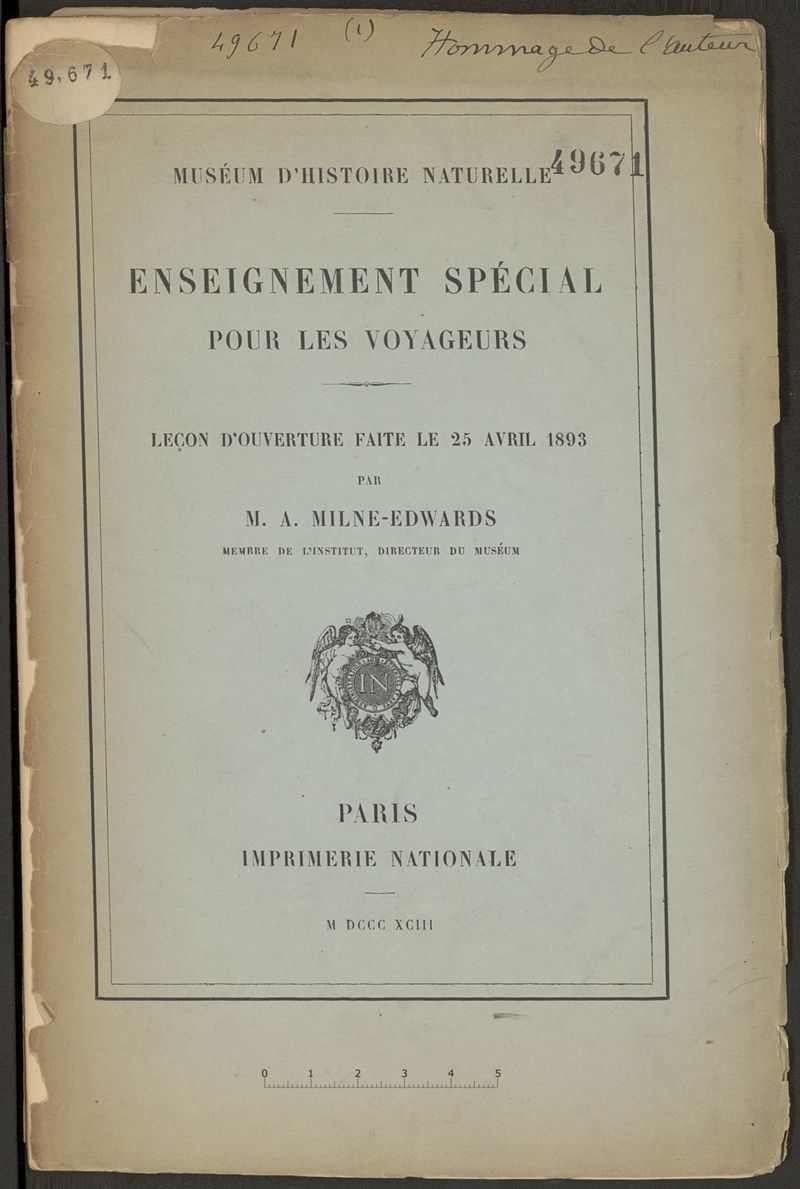 49671 (1) Hommage de l'auteur
49,671
49671
MUSÉUM D'HISTOIRE NATURELLE
ENSEIGNEMENT SPÉCIAL
POUR LES VOYAGEURS
LEÇON D'OUVERTURE FAITE LE 25 AVRIL 1893
PAR
M. A. MILNE-EDWARDS
MEMBRE DE L'INSTITUT, DIRECTEUR DU MUSÉUM
IN
PARIS
IMPRIMERIE NATIONALE
M DCCC XCIII
0 1 2 3 4 5